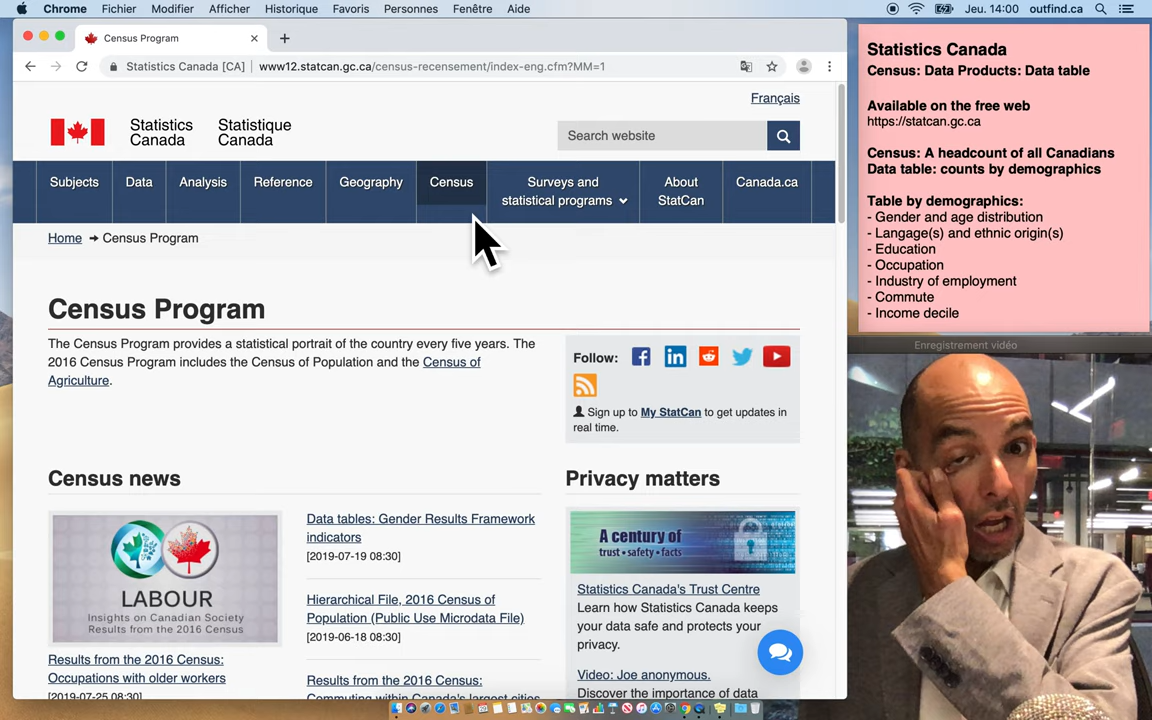 Chrome Fichier Modifier Afficher Historique Favoris Personnes Fenêtre Aide Jeu. 14:00 outfind.ca
Census Program
Statistics Canada [CA] www12.statcan.gc.ca/census-recensement/index-eng.cfm?MM=1
Français
Statistics Canada
Statistique Canada
Search website
Subjects
Data
Analysis
Reference
Geography
Census
Surveys and
statistical programs
About
StatCan
Canada.ca
Home → Census Program
Census Program
The Census Program provides a statistical portrait of the country every five years. The
2016 Census Program includes the Census of Population and the Census of
Agriculture.
Follow:
Sign up to My StatCan to get updates in
real time.
Census news
LABOUR
Insights on Canadian Society
Results from the 2016 Census
Results from the 2016 Census:
Occupations with older workers
[2019-07-25 08:30]
Data tables: Gender Results Framework
indicators
[2019-07-19 08:30]
Hierarchical File, 2016 Census of
Population (Public Use Microdata File)
[2019-06-18 08:30]
Results from the 2016 Census:
Commuting within Canada's largest cities
Privacy matters
A century of
trust • safety • facts
Statistics Canada's Trust Centre
Learn how Statistics Canada keeps
your data safe and protects your
privacy.
Video: Joe anonymous.
Discover the importance of data
Statistics Canada
Census: Data Products: Data table
Available on the free web
https://statcan.gc.ca
Census: A headcount of all Canadians
Data table: counts by demographics
Table by demographics:
- Gender and age distribution
- Langage(s) and ethnic origin(s)
- Education
- Occupation
- Industry of employment
- Commute
- Income decile
Enregistrement vidéo